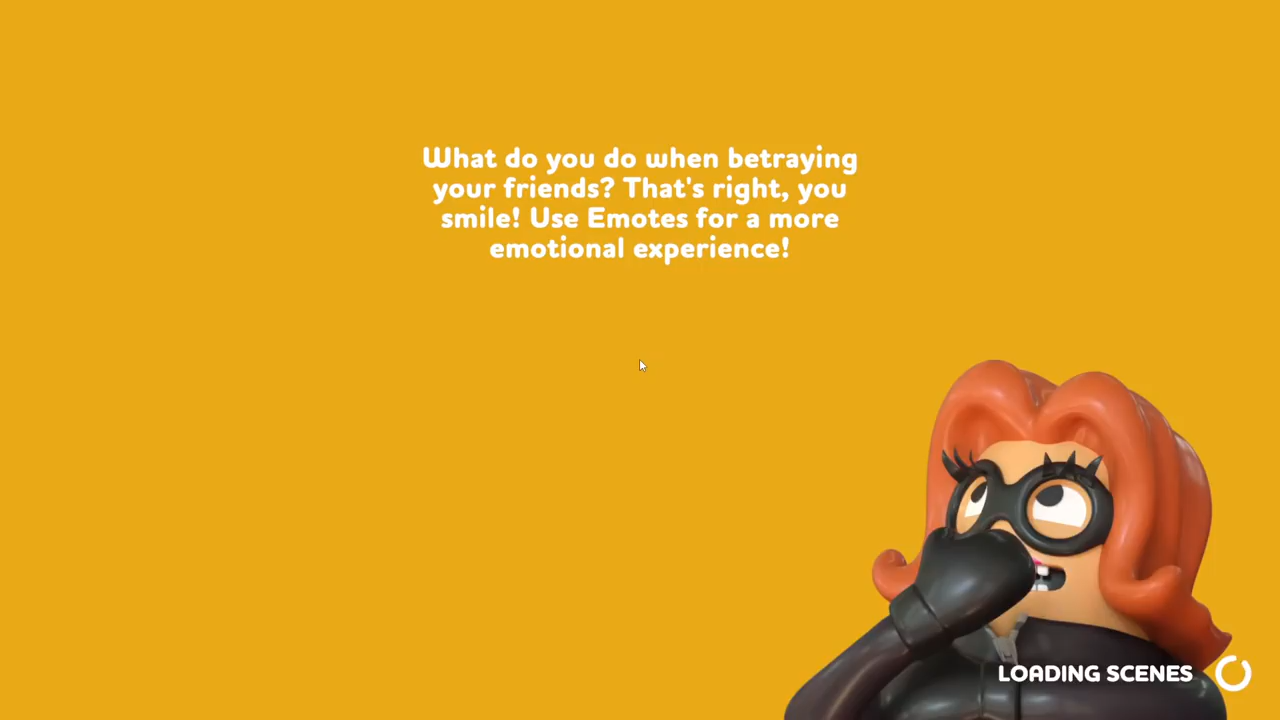 What do you do when betraying
your friends? That's right, you
smile! Use Emotes for a more
emotional experience!
LOADING SCENES